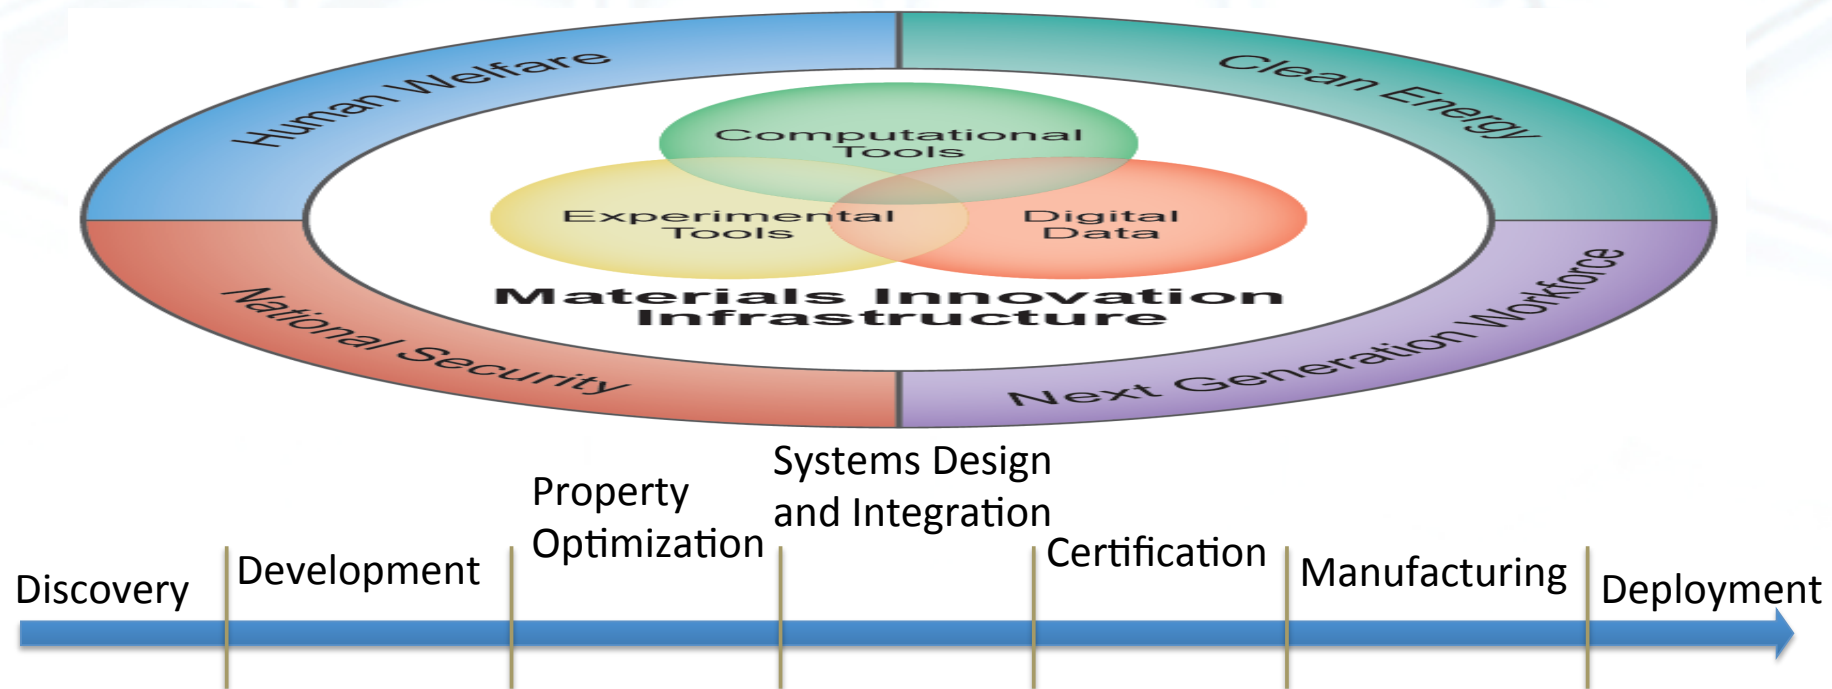 Human Welfare
Clean Energy
Computational
Tools
Experimental
Tools
Digital
Data
Materials Innovation
Infrastructure
National Security
Next Generation Workforce
Discovery
Development
Property
Optimization
Systems Design
and Integration
Certification
Manufacturing
Deployment